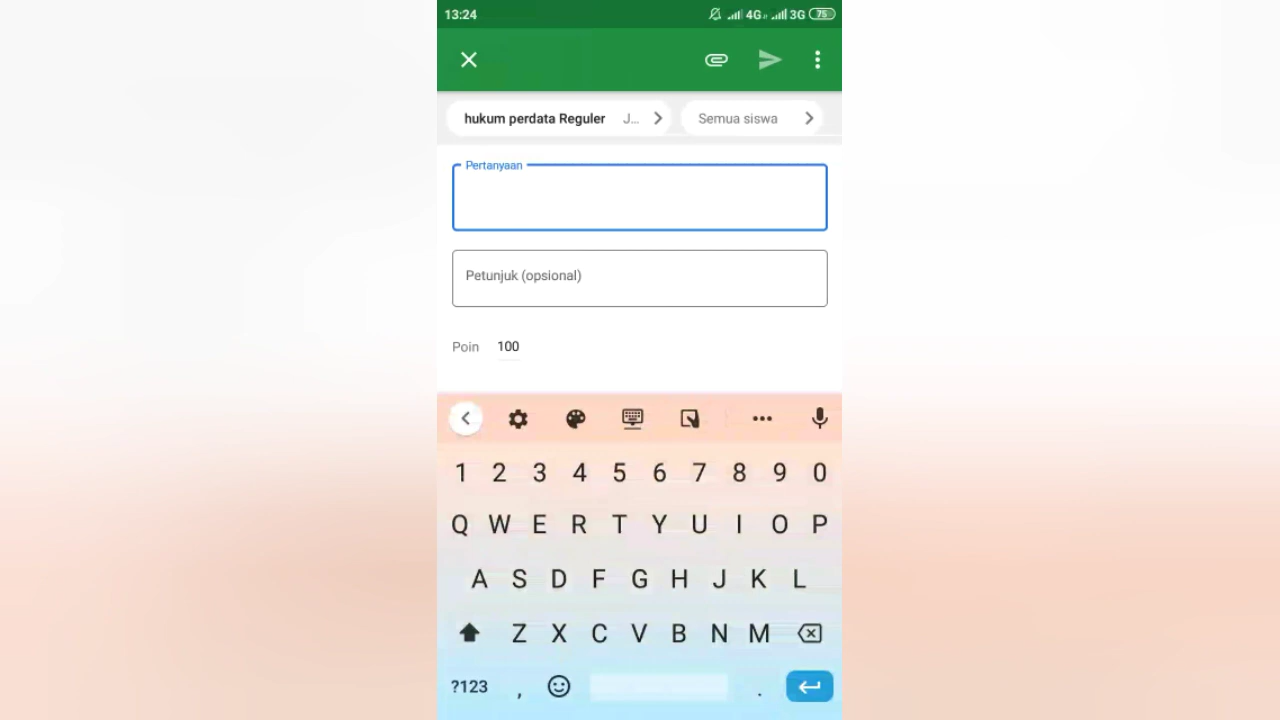 13:24 4G 3G 75
hukum perdata Reguler J... Semua siswa
Pertanyaan
Petunjuk (opsional)
Poin 100
1 2 3 4 5 6 7 8 9 0
Q W E R T Y U I O P
A S D F G H J K L
Z X C V B N M
?123 , .